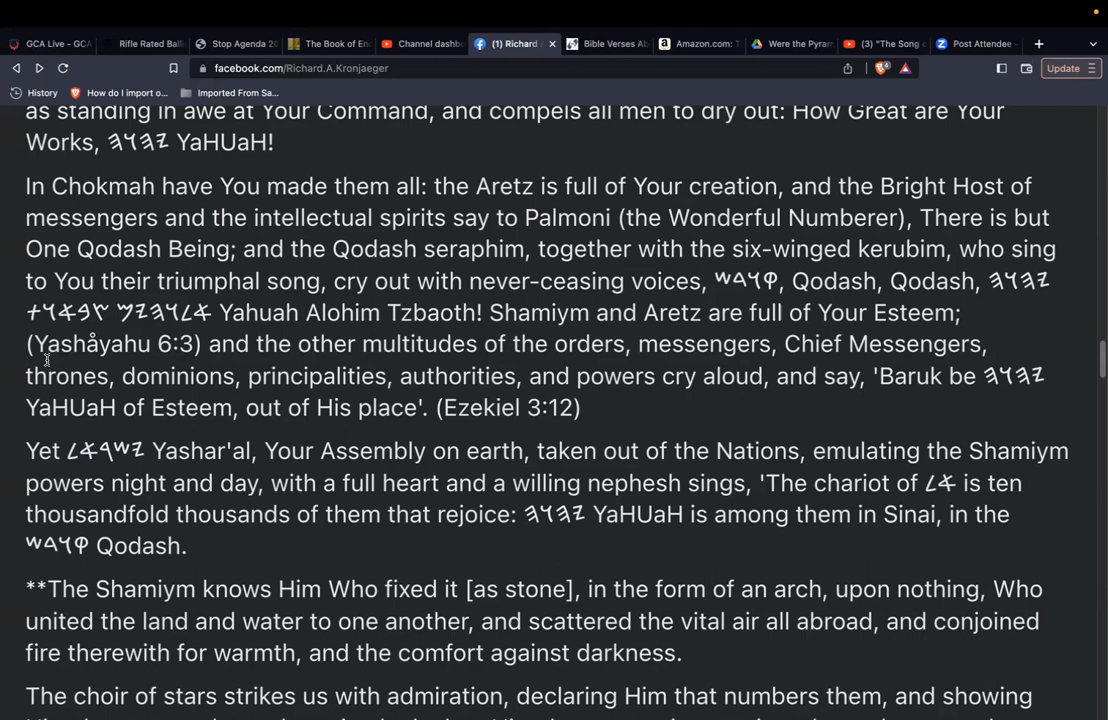 GCA Live - GC
Rifle Rated Balli
Stop Agenda 20
The Book of En
Channel dashbo
(1) Richard
Bible Verses Ab
Amazon.com: T
Were the Pyram
(3) "The Song o
Post Attendee -
facebook.com/Richard.A.Kronjaeger
4
Update
History
How do I import o...
Imported From Sa...
as standing in awe at Your Command, and compels all men to dry out: How Great are Your
Works, 𐤉𐤄𐤅𐤄 YaHUaH!
In Chokmah have You made them all: the Aretz is full of Your creation, and the Bright Host of
messengers and the intellectual spirits say to Palmoni (the Wonderful Numberer), There is but
One Qodash Being; and the Qodash seraphim, together with the six-winged kerubim, who sing
to You their triumphal song, cry out with never-ceasing voices, 𐤒𐤅𐤃𐤔, Qodash, Qodash, 𐤉𐤄𐤅𐤄
𐤀𐤋𐤅𐤄𐤉𐤌 𐤑𐤁𐤀𐤅𐤕 Yahuah Alohim Tzbaoth! Shamiym and Aretz are full of Your Esteem;
(Yashåyahu 6:3) and the other multitudes of the orders, messengers, Chief Messengers,
thrones, dominions, principalities, authorities, and powers cry aloud, and say, 'Baruk be 𐤉𐤄𐤅𐤄
YaHUaH of Esteem, out of His place'. (Ezekiel 3:12)
Yet 𐤉𐤔𐤓𐤀𐤋 Yashar'al, Your Assembly on earth, taken out of the Nations, emulating the Shamiym
powers night and day, with a full heart and a willing nephesh sings, 'The chariot of 𐤀𐤋 is ten
thousandfold thousands of them that rejoice: 𐤉𐤄𐤅𐤄 YaHUaH is among them in Sinai, in the
𐤒𐤅𐤃𐤔 Qodash.
**The Shamiym knows Him Who fixed it [as stone], in the form of an arch, upon nothing, Who
united the land and water to one another, and scattered the vital air all abroad, and conjoined
fire therewith for warmth, and the comfort against darkness.
The choir of stars strikes us with admiration, declaring Him that numbers them, and showing